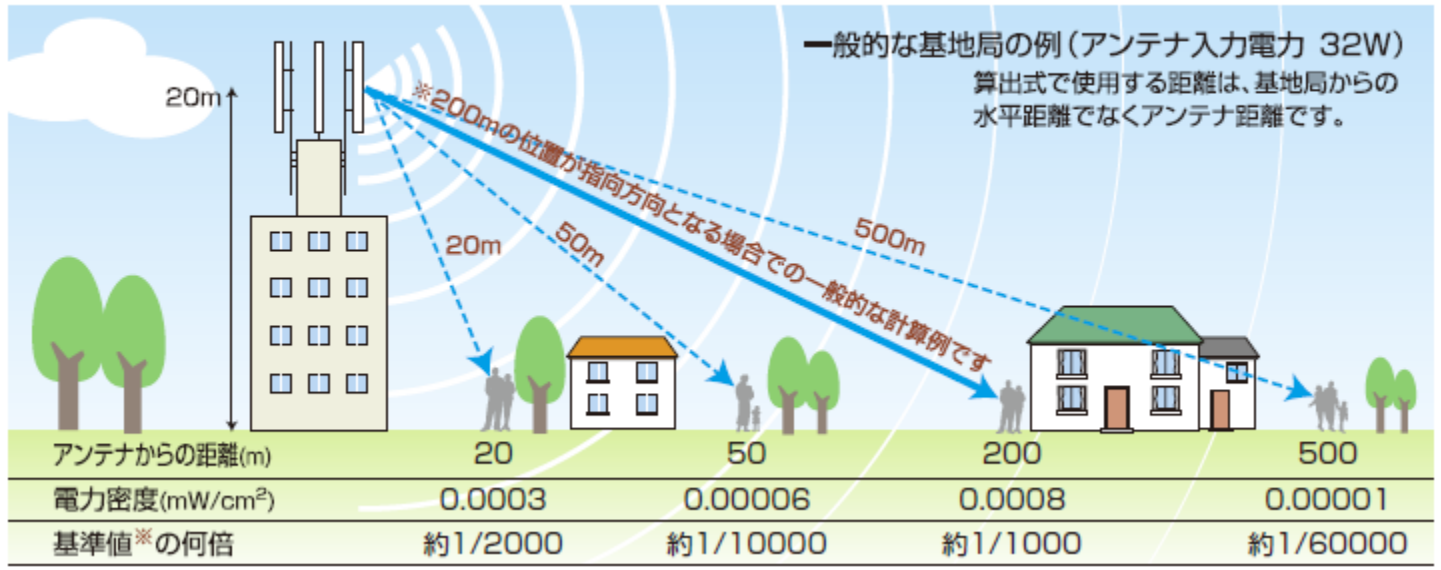 一般的な基地局の例（アンテナ入力電力 32W）
算出式で使用する距離は、基地局からの
水平距離でなくアンテナ距離です。
20m
※200mの位置が指向方向となる場合での一般的な計算例です
20m
50m
500m
アンテナからの距離(m) 20 50 200 500
電力密度(mW/cm²) 0.0003 0.00006 0.0008 0.00001
基準値※の何倍 約1/2000 約1/10000 約1/1000 約1/60000